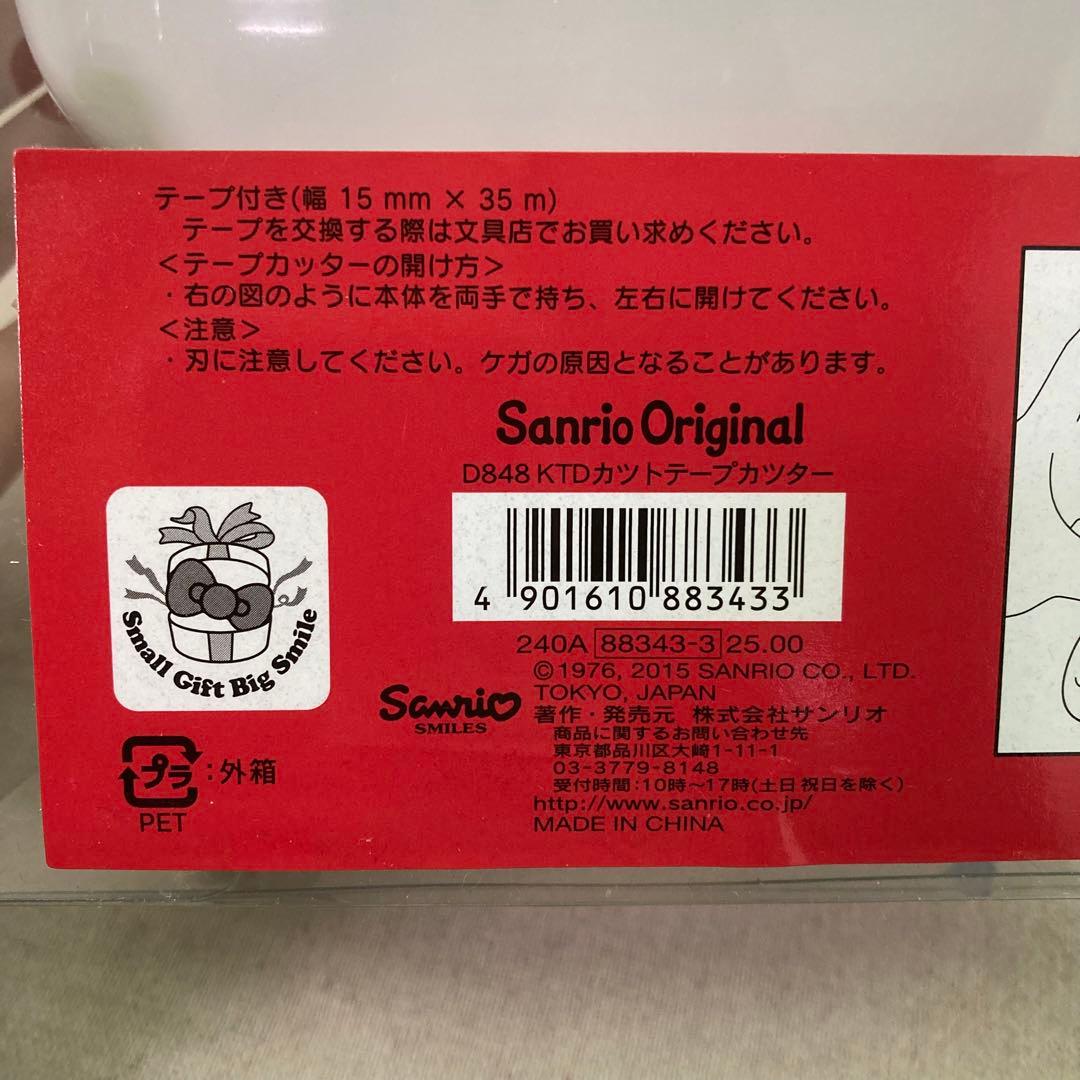 テープ付き(幅 15 mm × 35 m)
テープを交換する際は文具店でお買い求めください。
＜テープカッターの開け方＞
・右の図のように本体を両手で持ち、左右に開けてください。
＜注意＞
・刃に注意してください。ケガの原因となることがあります。
Sanrio Original
D848 KTDカツトテープカツター
4 901610 883433
240A 88343-3 25.00
©1976, 2015 SANRIO CO., LTD.
TOKYO, JAPAN
著作・発売元 株式会社サンリオ
商品に関するお問い合わせ先
東京都品川区大崎1-11-1
03-3779-8148
受付時間:10時～17時(土日祝日を除く)
http://www.sanrio.co.jp/
MADE IN CHINA
Sanrio
SMILES
Small Gift Big Smile
プラ:外箱
PET